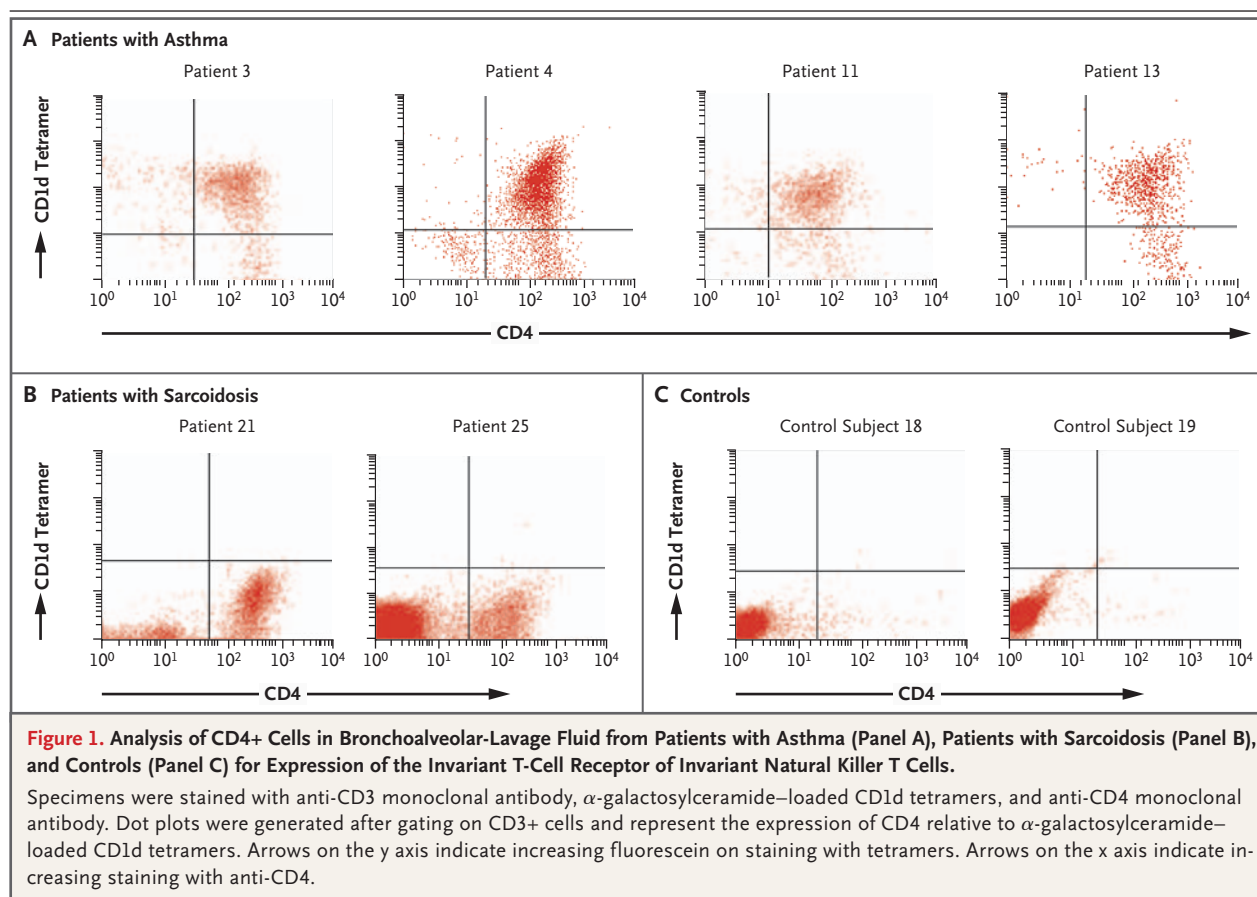 A Patients with Asthma
Patient 3
Patient 4
Patient 11
Patient 13
CD1d Tetramer
10⁰ 10¹ 10² 10³ 10⁴
10⁰ 10¹ 10² 10³ 10⁴
10⁰ 10¹ 10² 10³ 10⁴
10⁰ 10¹ 10² 10³ 10⁴
CD4
B Patients with Sarcoidosis
Patient 21
Patient 25
CD1d Tetramer
10⁰ 10¹ 10² 10³ 10⁴
10⁰ 10¹ 10² 10³ 10⁴
CD4
C Controls
Control Subject 18
Control Subject 19
CD1d Tetramer
10⁰ 10¹ 10² 10³ 10⁴
10⁰ 10¹ 10² 10³ 10⁴
CD4
Figure 1. Analysis of CD4+ Cells in Bronchoalveolar-Lavage Fluid from Patients with Asthma (Panel A), Patients with Sarcoidosis (Panel B),
and Controls (Panel C) for Expression of the Invariant T-Cell Receptor of Invariant Natural Killer T Cells.
Specimens were stained with anti-CD3 monoclonal antibody, α-galactosylceramide–loaded CD1d tetramers, and anti-CD4 monoclonal
antibody. Dot plots were generated after gating on CD3+ cells and represent the expression of CD4 relative to α-galactosylceramide–
loaded CD1d tetramers. Arrows on the y axis indicate increasing fluorescein on staining with tetramers. Arrows on the x axis indicate in-
creasing staining with anti-CD4.